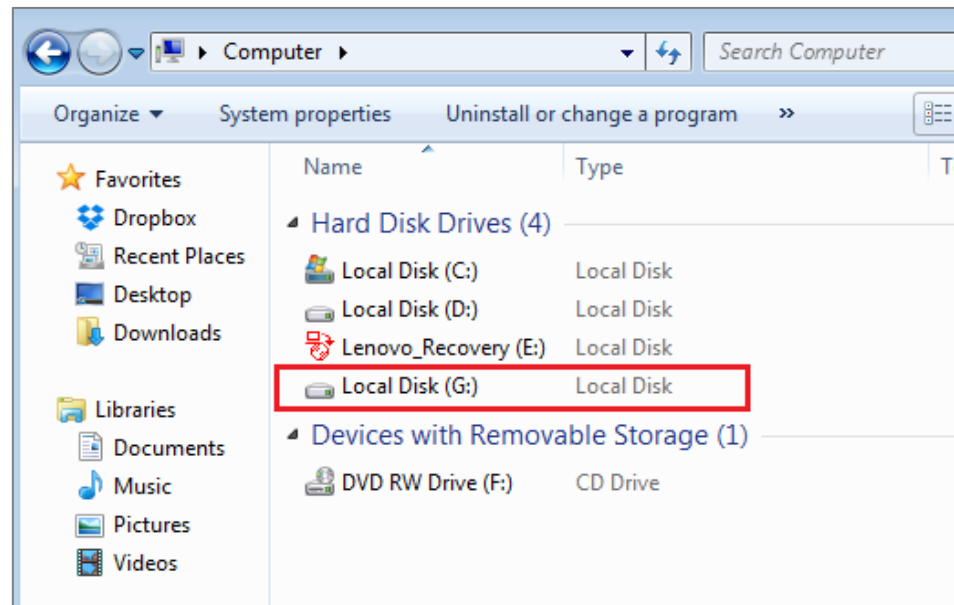 Computer
Search Computer
Organize
System properties
Uninstall or change a program
»
Favorites
Dropbox
Recent Places
Desktop
Downloads
Libraries
Documents
Music
Pictures
Videos
Name
Type
Hard Disk Drives (4)
Local Disk (C:) Local Disk
Local Disk (D:) Local Disk
Lenovo_Recovery (E:) Local Disk
Local Disk (G:) Local Disk
Devices with Removable Storage (1)
DVD RW Drive (F:) CD Drive